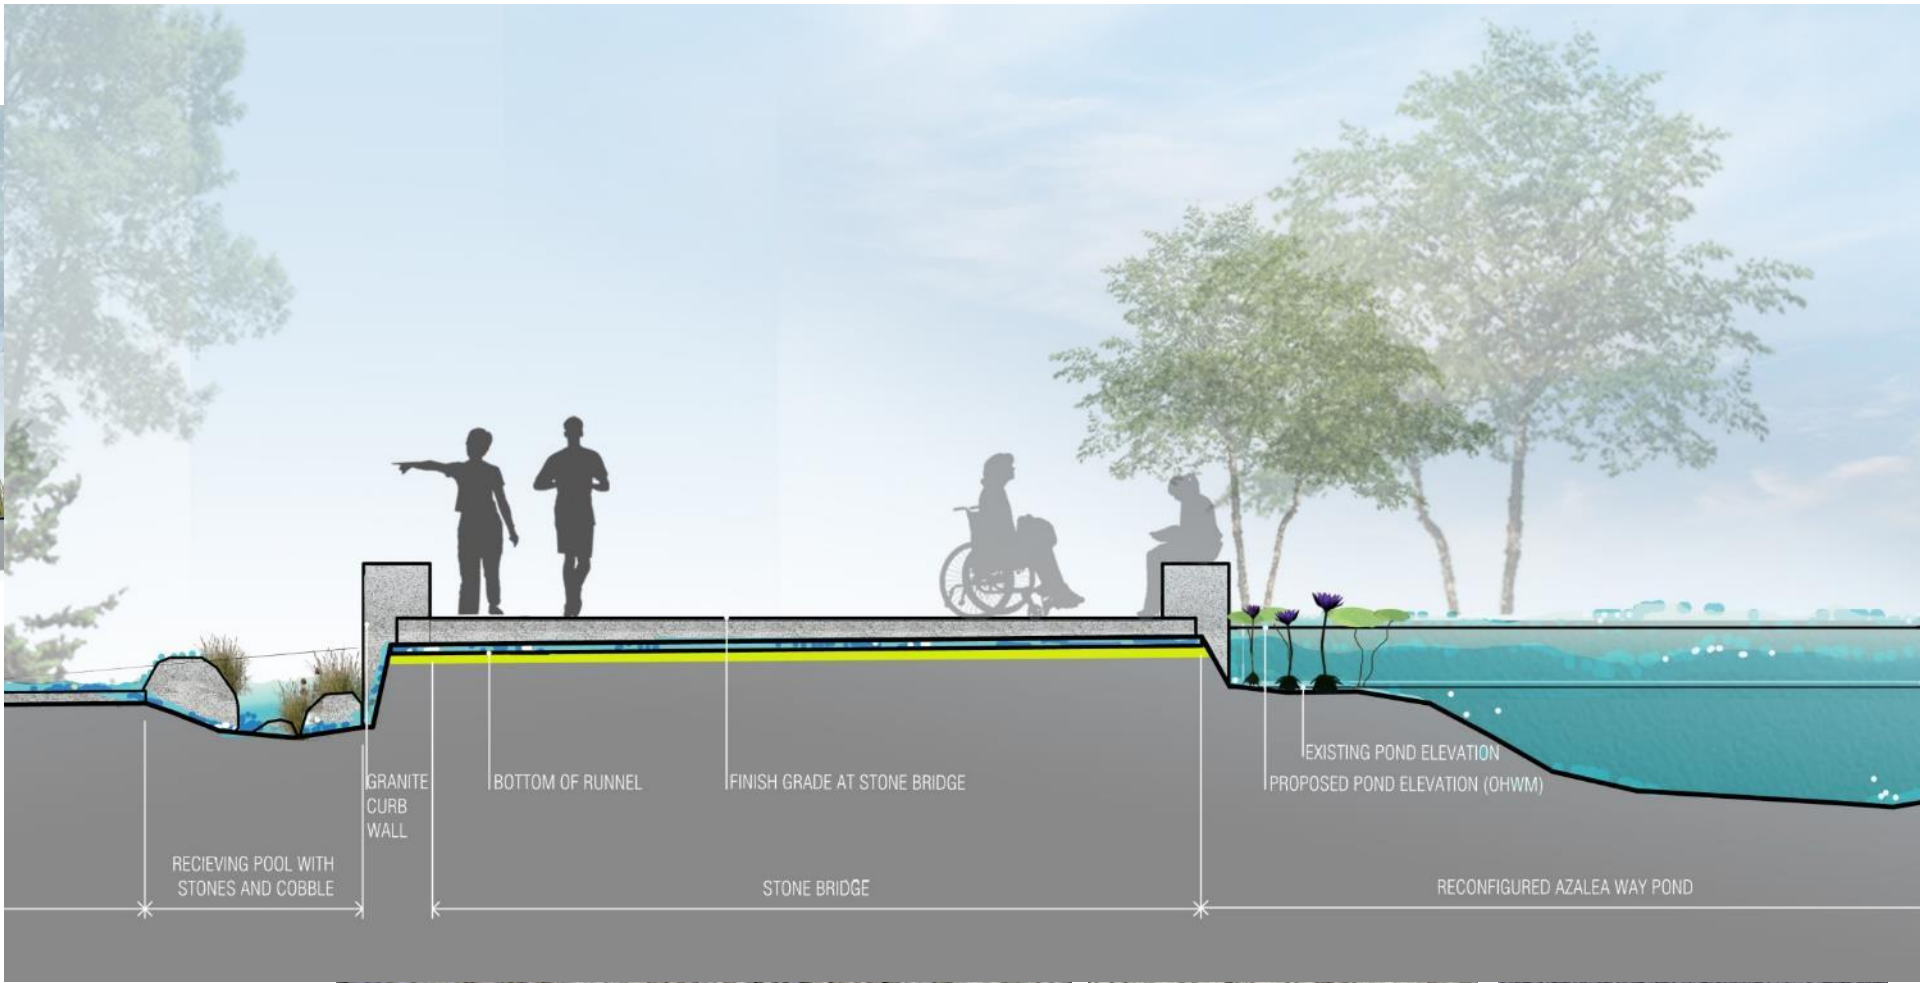 EXISTING POND ELEVATION
GRANITE
CURB
WALL
BOTTOM OF RUNNEL
FINISH GRADE AT STONE BRIDGE
PROPOSED POND ELEVATION (OHWM)
RECIEVING POOL WITH
STONES AND COBBLE
STONE BRIDGE
RECONFIGURED AZALEA WAY POND